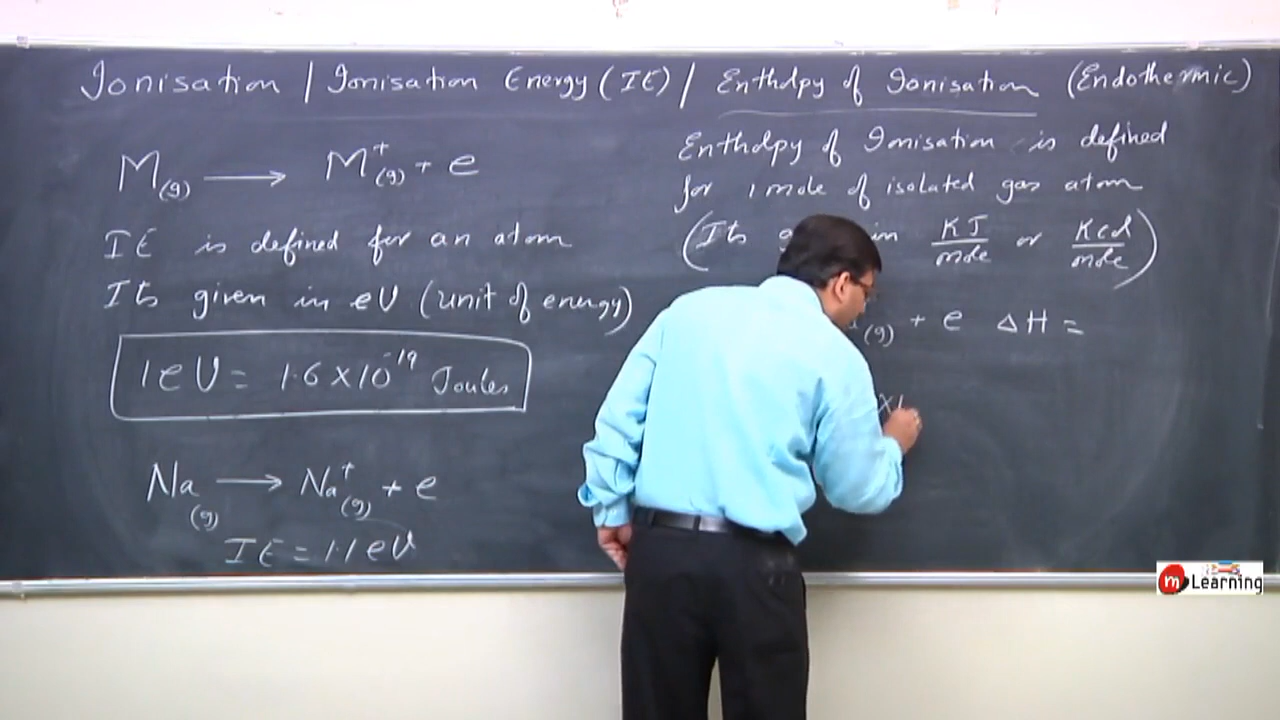 Ionisation / Ionisation Energy (IE) / Enthalpy of Ionisation (Endothermic)
M(g) → M⁺(g) + e
IE is defined for an atom
Its given in eV (unit of energy)
1 eV = 1.6 × 10⁻¹⁹ Joules
Na(g) → Na⁺(g) + e
IE = 1.1 eV
Enthalpy of Ionisation is defined
for 1 mole of isolated gas atom
(Its in KJ/mole or Kcal/mole)
(g) + e ΔH =
m Learning